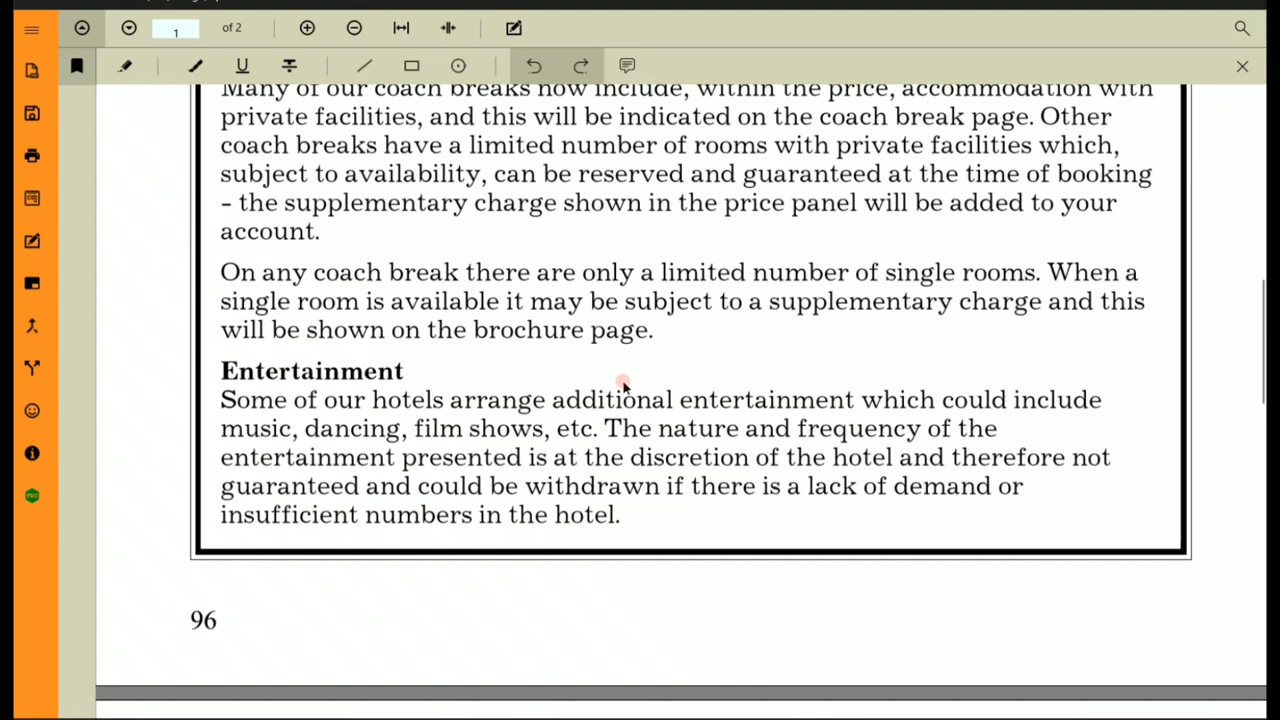 1
of 2
Many of our coach breaks now include, within the price, accommodation with
private facilities, and this will be indicated on the coach break page. Other
coach breaks have a limited number of rooms with private facilities which,
subject to availability, can be reserved and guaranteed at the time of booking
– the supplementary charge shown in the price panel will be added to your
account.
On any coach break there are only a limited number of single rooms. When a
single room is available it may be subject to a supplementary charge and this
will be shown on the brochure page.
Entertainment
Some of our hotels arrange additional entertainment which could include
music, dancing, film shows, etc. The nature and frequency of the
entertainment presented is at the discretion of the hotel and therefore not
guaranteed and could be withdrawn if there is a lack of demand or
insufficient numbers in the hotel.
96
PRO